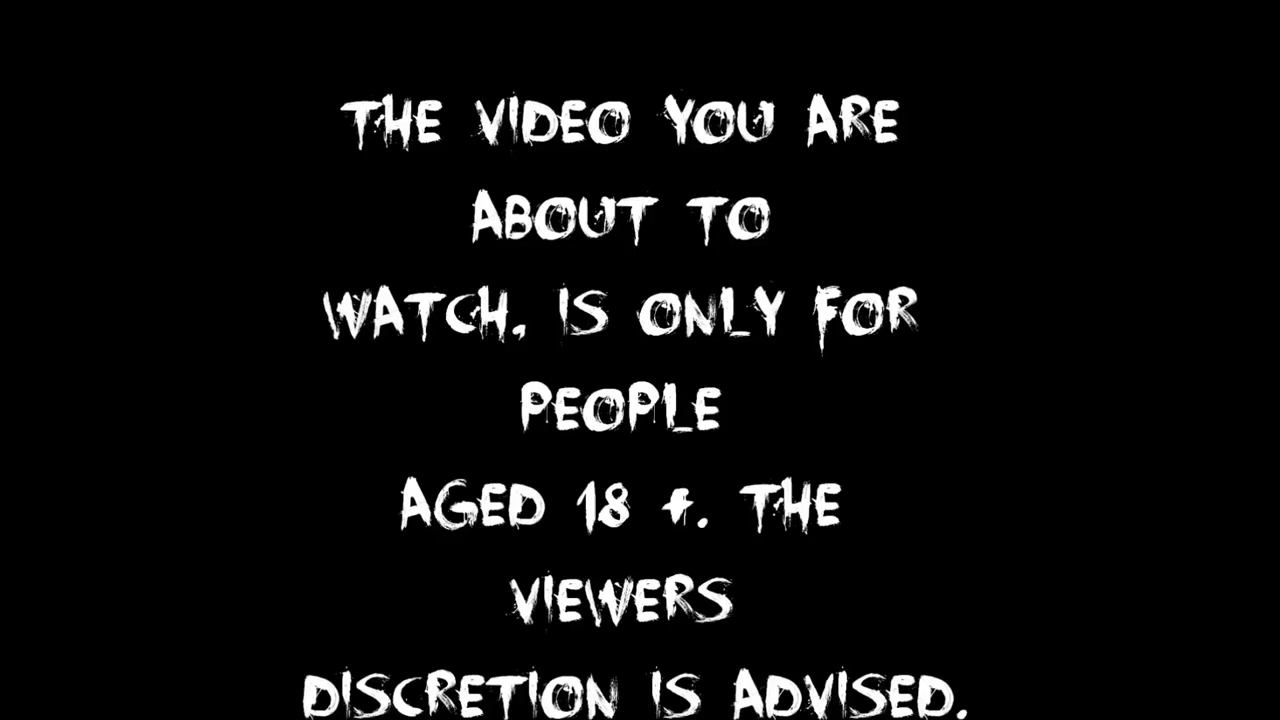 THE VIDEO YOU ARE
ABOUT TO
WATCH, IS ONLY FOR
PEOPLE
AGED 18 +. THE
VIEWERS
DISCRETION IS ADVISED.